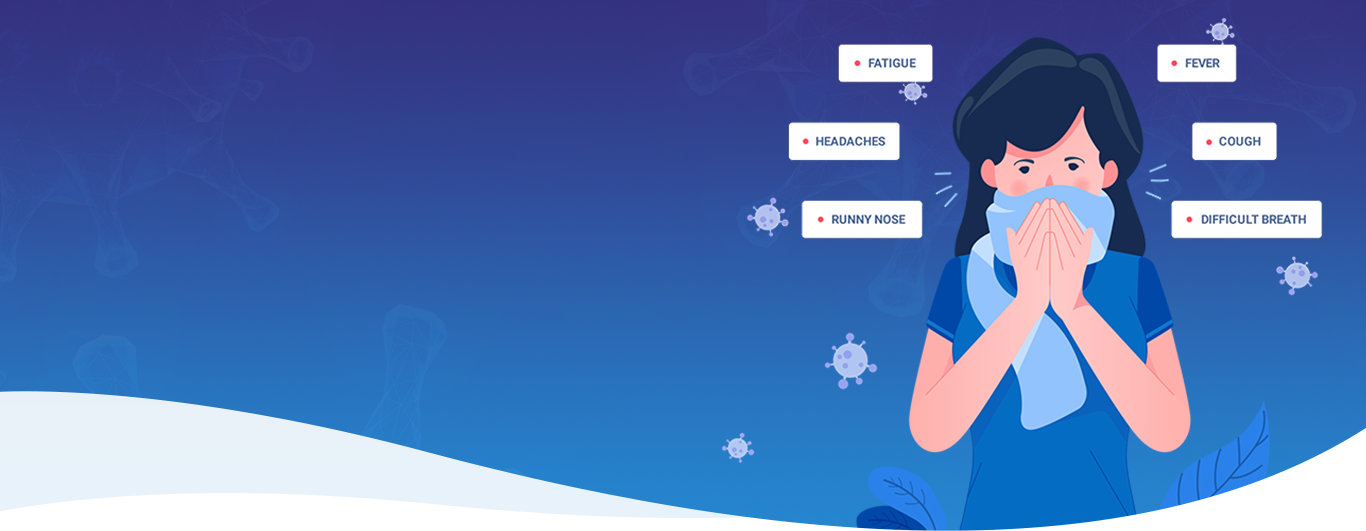 FATIGUE
FEVER
HEADACHES
COUGH
RUNNY NOSE
DIFFICULT BREATH